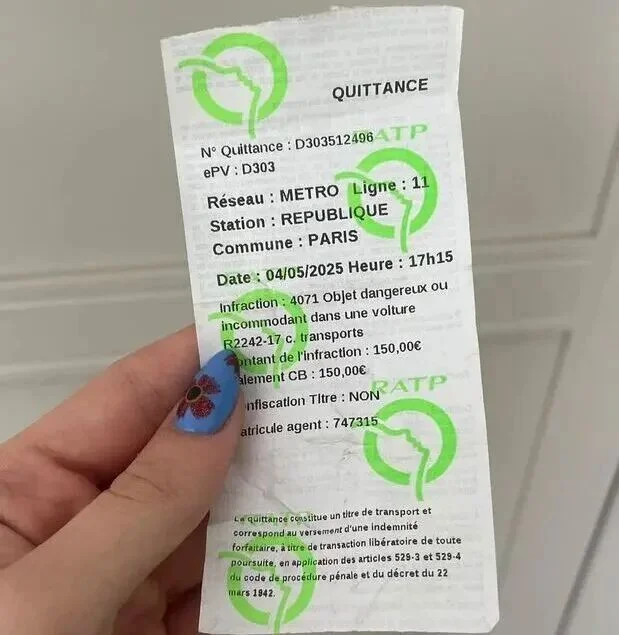 QUITTANCE
RATP
N° Quittance : D303512496
ePV : D303
Réseau : METRO Ligne : 11
Station : REPUBLIQUE
Commune : PARIS
Date : 04/05/2025 Heure : 17h15
Infraction : 4071 Objet dangereux ou
incommodant dans une voiture
R2242-17 c. transports
ontant de l'infraction : 150,00€
alement CB : 150,00€
RATP
nfiscation Titre : NON
atricule agent : 747315
La quittance constitue un titre de transport et
correspond au versement d'une indemnité
forfaitaire, à titre de transaction libératoire de toute
poursuite, en application des articles 529-3 et 529-4
du code de procédure pénale et du décret du 22
mars 1942.